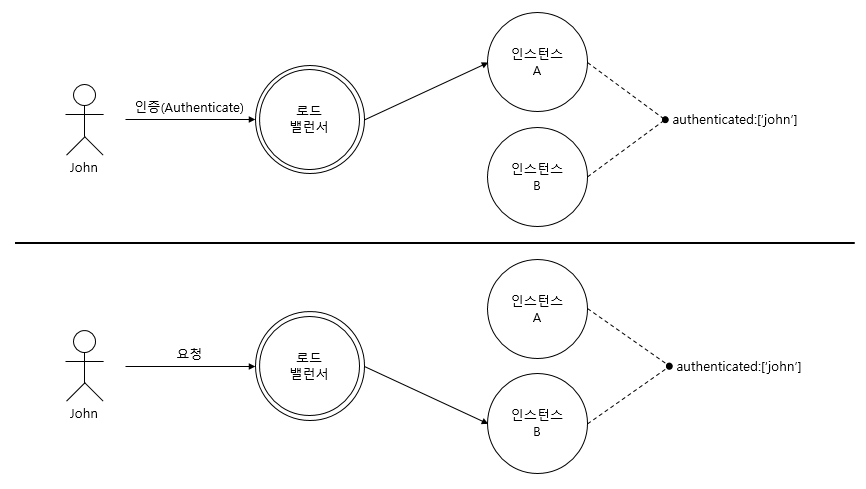 인증(Authenticate)
John
로드
밸런서
인스턴스
A
인스턴스
B
authenticated:['john']
요청
John
로드
밸런서
인스턴스
A
인스턴스
B
authenticated:['john']